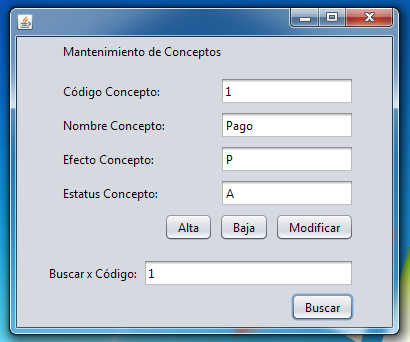 Mantenimiento de Conceptos
Código Concepto: 1
Nombre Concepto: Pago
Efecto Concepto: P
Estatus Concepto: A
Alta Baja Modificar
Buscar x Código: 1
Buscar